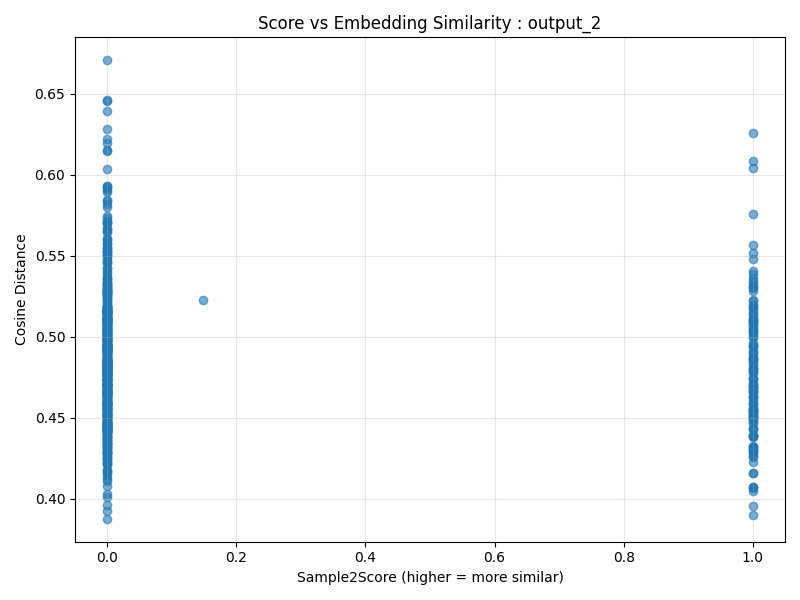 Score vs Embedding Similarity : output_2
Cosine Distance
0.65
0.60
0.55
0.50
0.45
0.40
0.0 0.2 0.4 0.6 0.8 1.0
Sample2Score (higher = more similar)